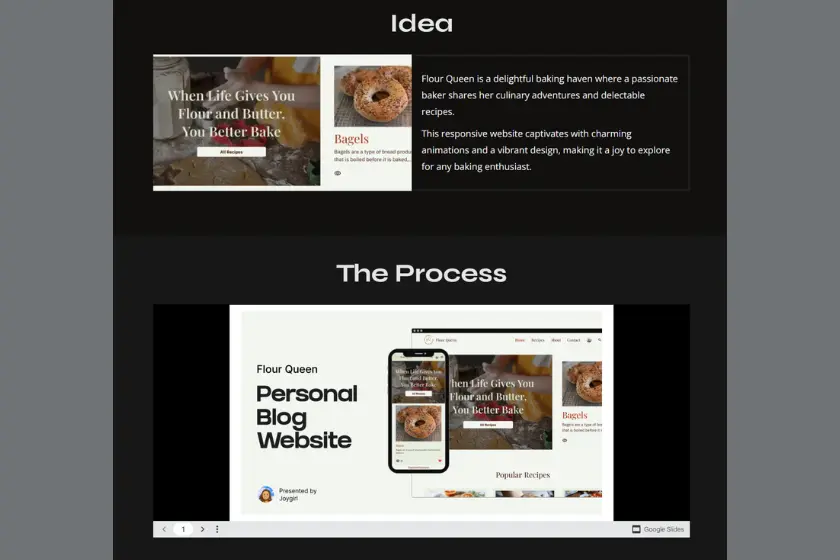 Idea
When Life Gives You
Flour and Butter,
You Better Bake
All Recipes
Bagels
Bagels are a type of bread produ
that is boiled before it is baked...
Flour Queen is a delightful baking haven where a passionate
baker shares her culinary adventures and delectable
recipes.
This responsive website captivates with charming
animations and a vibrant design, making it a joy to explore
for any baking enthusiast.
The Process
Flour Queen
Personal
Blog
Website
Presented by
Joygirl
Flour Queen
Home Recipes About Contact
When Life Gives You
Flour and Butter,
You Better Bake
All Recipes
hen Life Gives You
Flour and Butter,
You Better Bake
All Recipes
Bagels
Bagels are a type of brea
that is boiled before it is
Popular Recipes
1
Google Slides